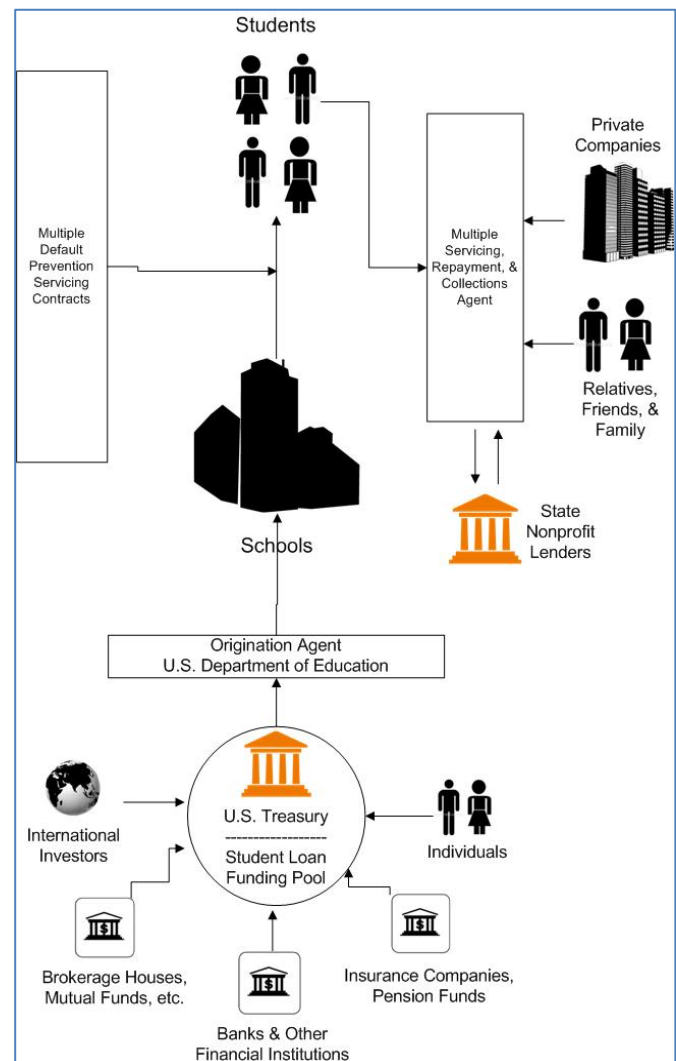 Students
Multiple
Default
Prevention
Servicing
Contracts
Multiple
Servicing,
Repayment, &
Collections
Agent
Private
Companies
Relatives,
Friends, &
Family
State
Nonprofit
Lenders
Schools
Origination Agent
U.S. Department of Education
U.S. Treasury
------------------
Student Loan
Funding Pool
International
Investors
Individuals
Brokerage Houses,
Mutual Funds, etc.
Insurance Companies,
Pension Funds
Banks & Other
Financial Institutions